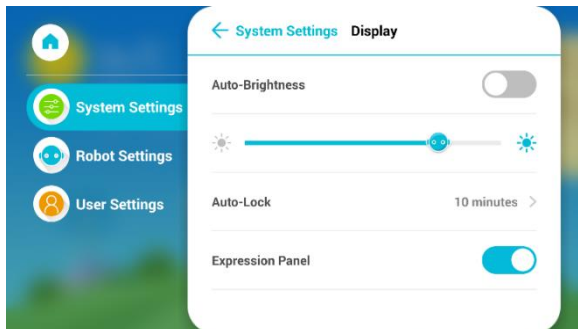 System Settings Display
Auto-Brightness
System Settings
Robot Settings
User Settings
Auto-Lock 10 minutes
Expression Panel